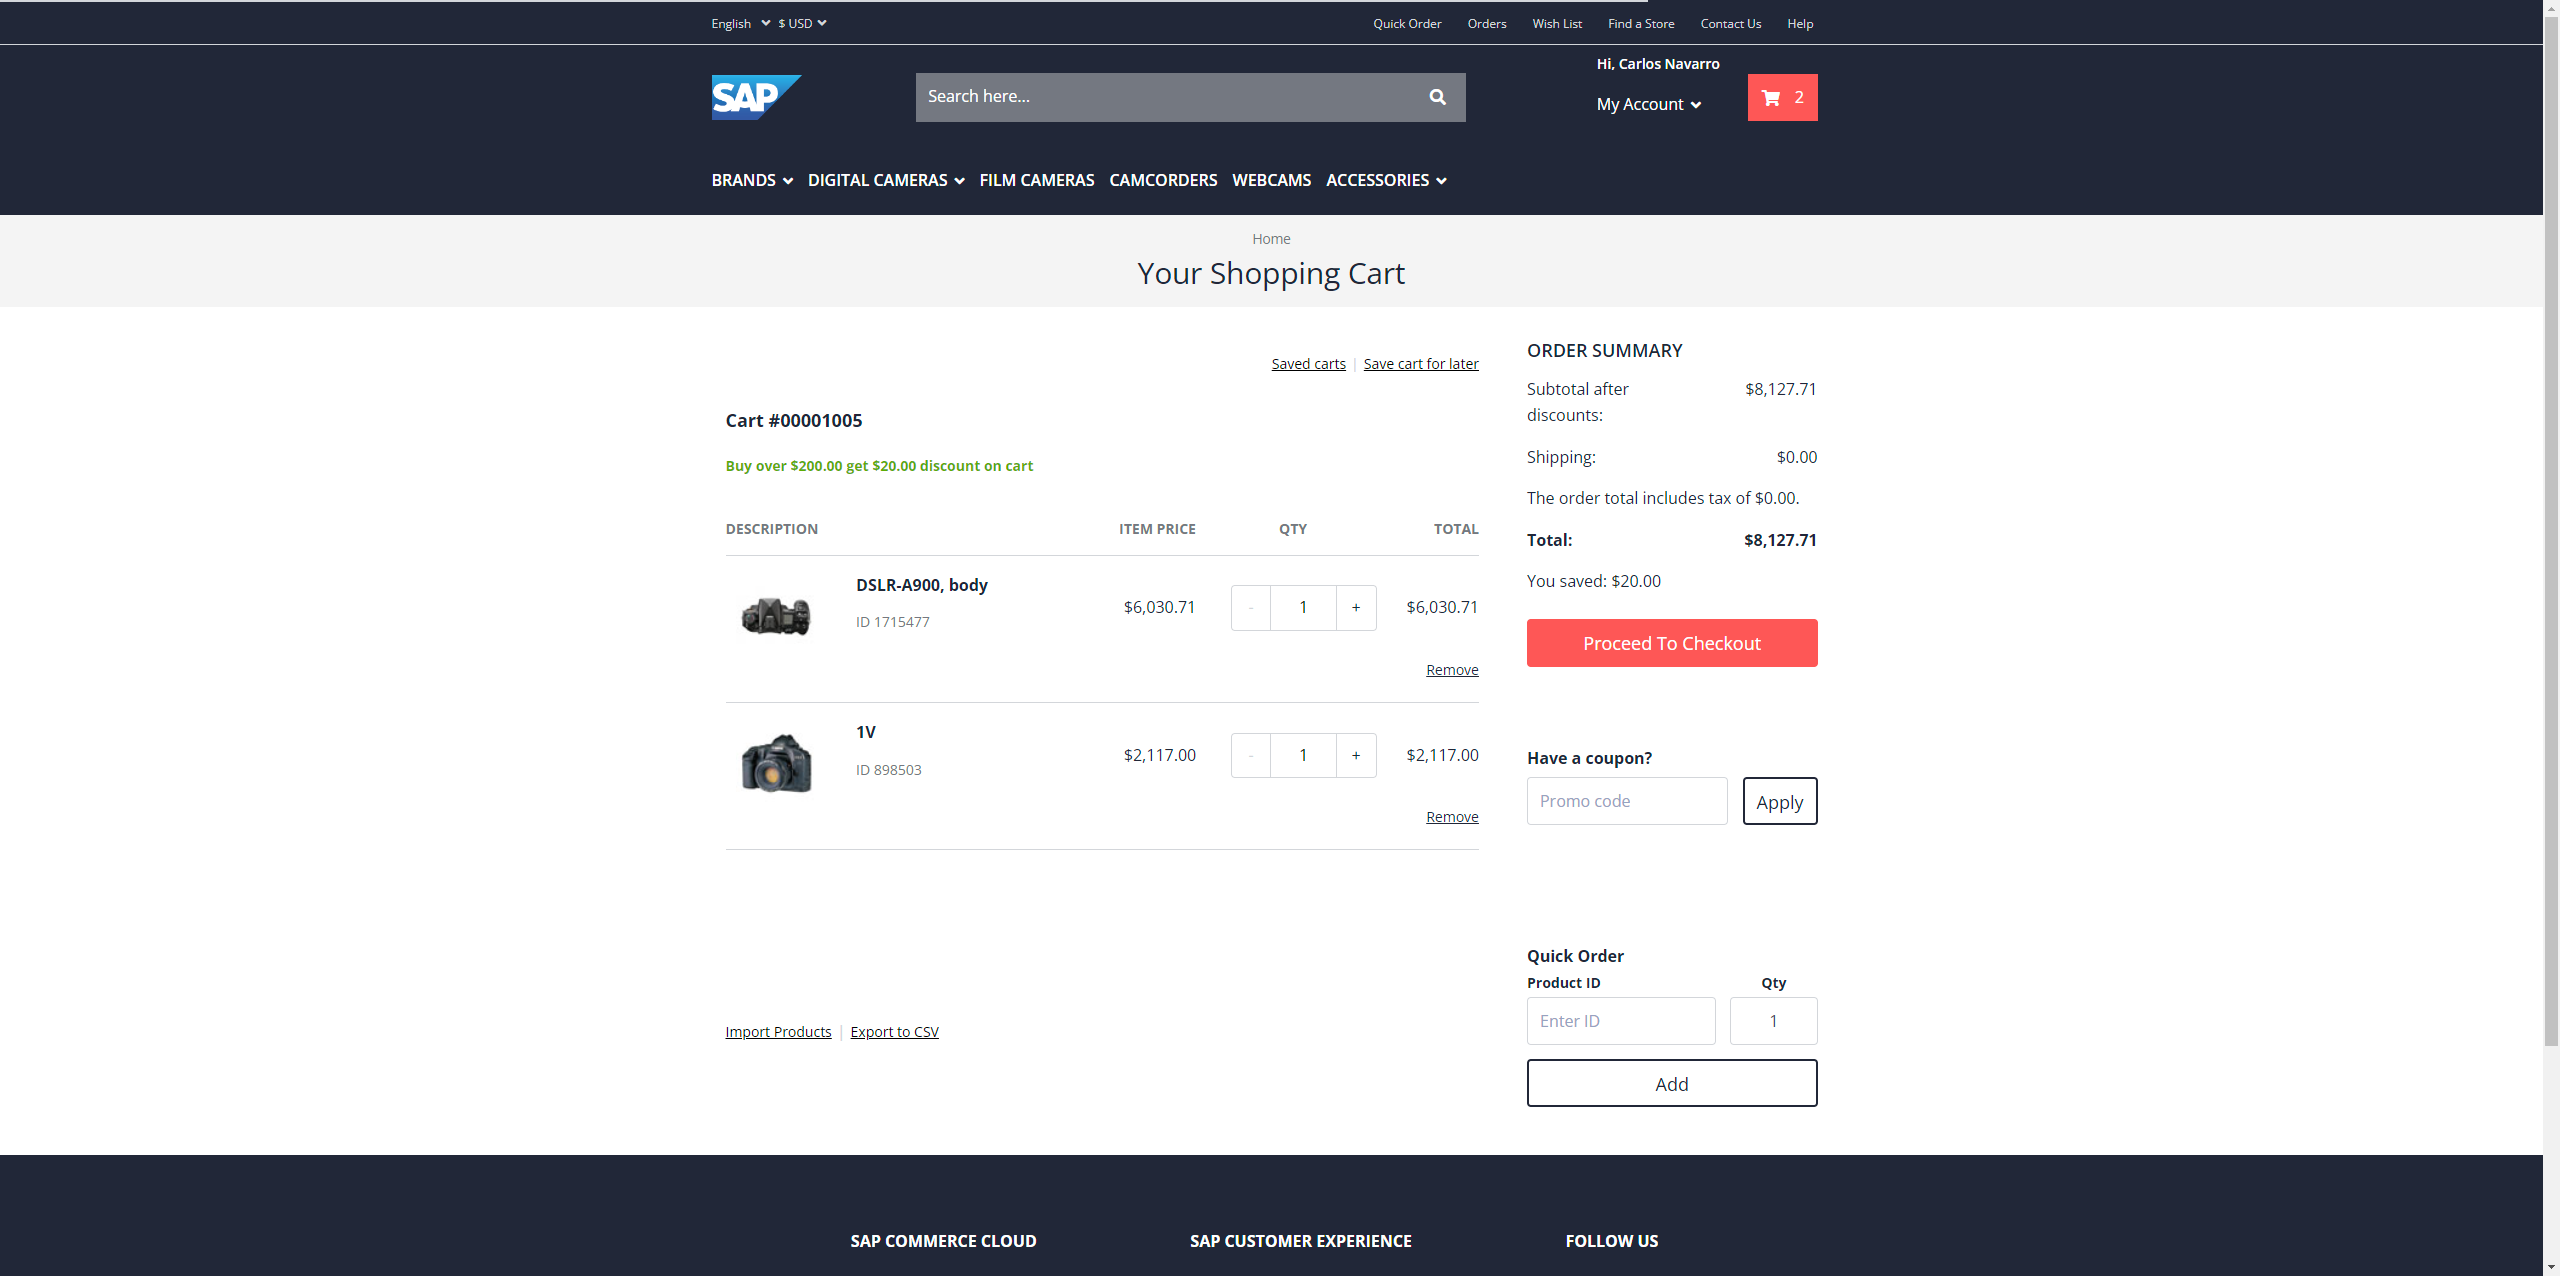 English $ USD Quick Order Orders Wish List Find a Store Contact Us Help
Hi, Carlos Navarro
SAP Search here... My Account 2
BRANDS DIGITAL CAMERAS FILM CAMERAS CAMCORDERS WEBCAMS ACCESSORIES
Home
Your Shopping Cart
Saved carts | Save cart for later
Cart #00001005
Buy over $200.00 get $20.00 discount on cart
DESCRIPTION ITEM PRICE QTY TOTAL
DSLR-A900, body
ID 1715477
$6,030.71 - 1 + $6,030.71
Remove
1V
ID 898503
$2,117.00 - 1 + $2,117.00
Remove
Import Products | Export to CSV
ORDER SUMMARY
Subtotal after discounts: $8,127.71
Shipping: $0.00
The order total includes tax of $0.00.
Total: $8,127.71
You saved: $20.00
Proceed To Checkout
Have a coupon?
Promo code Apply
Quick Order
Product ID Qty
Enter ID 1
Add
SAP COMMERCE CLOUD SAP CUSTOMER EXPERIENCE FOLLOW US